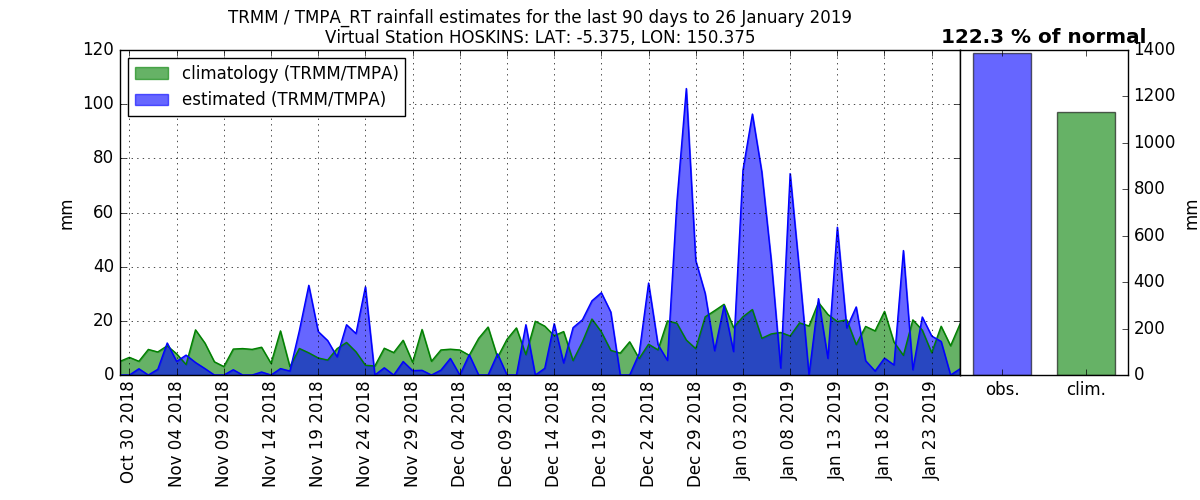 TRMM / TMPA_RT rainfall estimates for the last 90 days to 26 January 2019
Virtual Station HOSKINS: LAT: -5.375, LON: 150.375
122.3 % of normal
climatology (TRMM/TMPA)
estimated (TRMM/TMPA)
120
100
80
60
40
20
0
mm
Oct 30 2018
Nov 04 2018
Nov 09 2018
Nov 14 2018
Nov 19 2018
Nov 24 2018
Nov 29 2018
Dec 04 2018
Dec 09 2018
Dec 14 2018
Dec 19 2018
Dec 24 2018
Dec 29 2018
Jan 03 2019
Jan 08 2019
Jan 13 2019
Jan 18 2019
Jan 23 2019
1400
1200
1000
800
600
400
200
0
mm
obs.
clim.